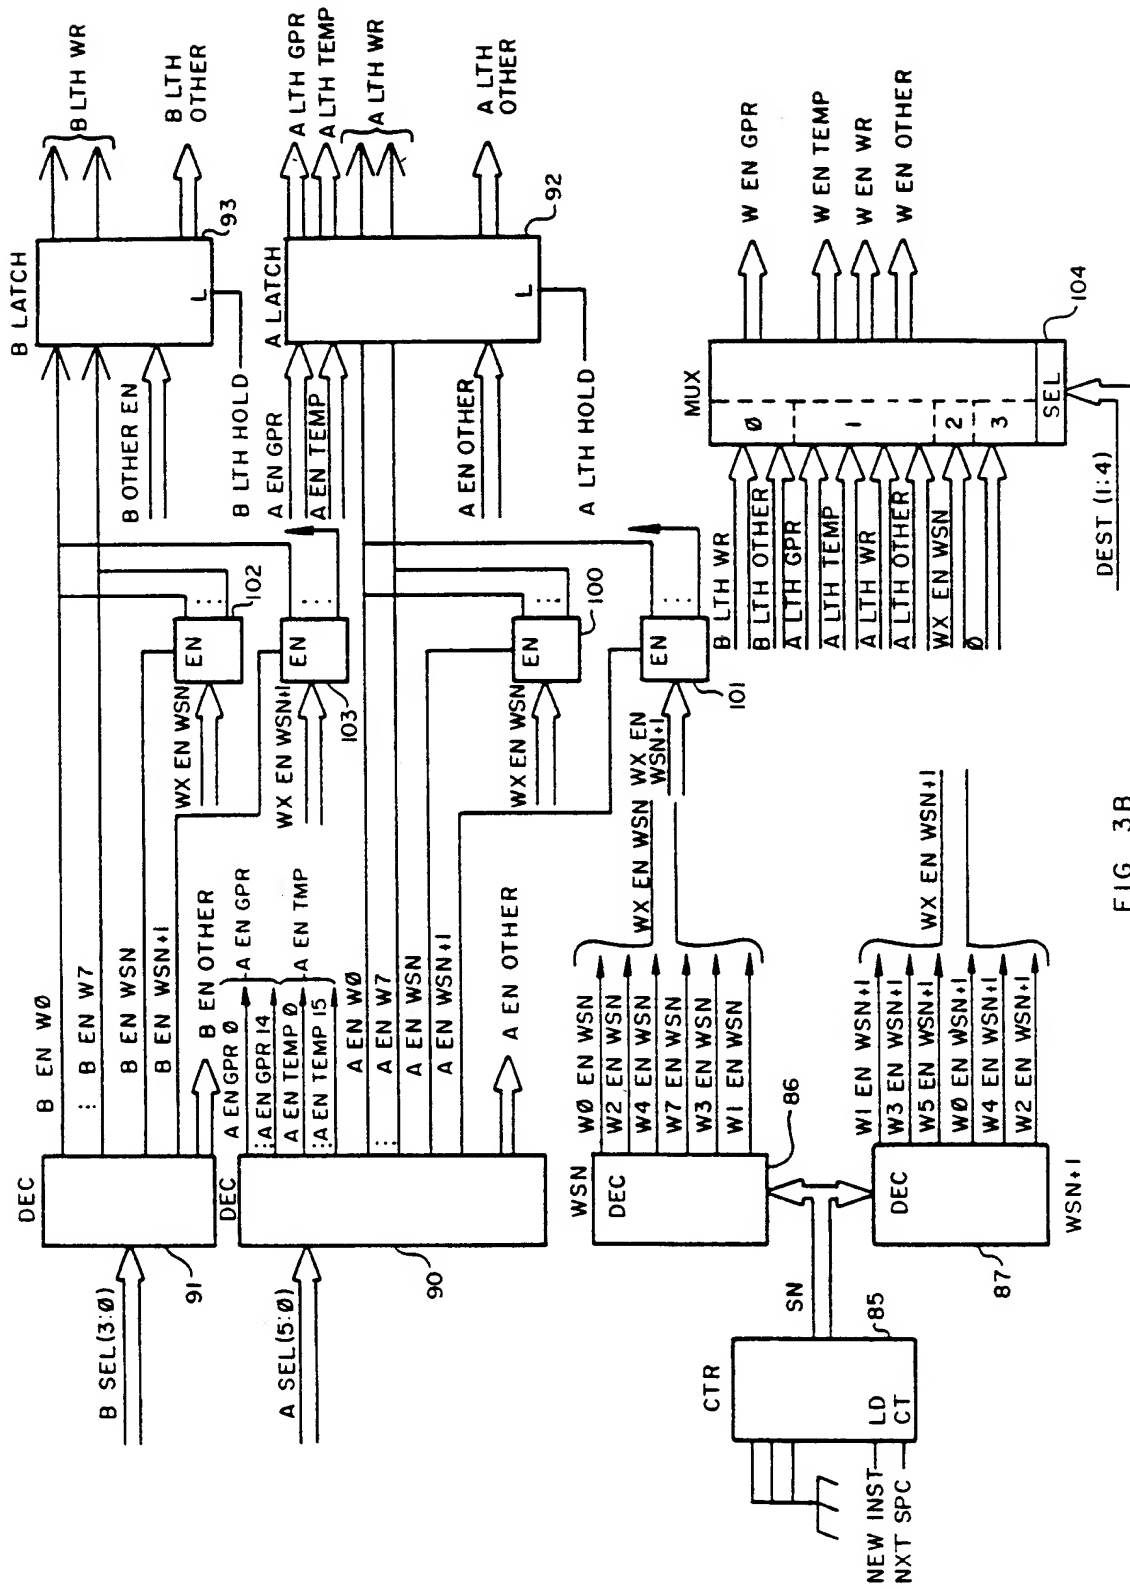 B SEL(3:Ø)
91
DEC
B EN WØ
: B EN W7
B EN WSN
B EN WSN+1
B EN OTHER
WX EN WSN
EN
102
WX EN WSN+1
EN
103
B LATCH
B OTHER EN
L
93
B LTH HOLD
B LTH WR
B LTH
OTHER
A SEL(5:Ø)
90
DEC
A EN GPR Ø
:A EN GPR 14
A EN TEMP 0
:A EN TEMP 15
A EN GPR
A EN TMP
A EN WØ
: A EN W7
A EN WSN
A EN WSN+1
A EN OTHER
WX EN WSN
EN
100
WX EN
WSN+1
EN
101
A LATCH
A EN GPR
A EN TEMP
A EN OTHER
L
92
A LTH HOLD
A LTH GPR
A LTH TEMP
A LTH WR
A LTH
OTHER
NEW INST
NXT SPC
CTR
LD
CT
85
SN
WSN
DEC
86
WØ EN WSN
W2 EN WSN
W4 EN WSN
W7 EN WSN
W3 EN WSN
W1 EN WSN
WX EN WSN
DEC
87
WSN+1
W1 EN WSN+1
W3 EN WSN+1
W5 EN WSN+1
WØ EN WSN+1
W4 EN WSN+1
W2 EN WSN+1
WX EN WSN+1
MUX
B LTH WR
B LTH OTHER
A LTH GPR
A LTH TEMP
A LTH WR
A LTH OTHER
WX EN WSN
Ø
Ø
1
2
3
SEL
104
DEST (1:4)
W EN GPR
W EN TEMP
W EN WR
W EN OTHER
FIG. 3B